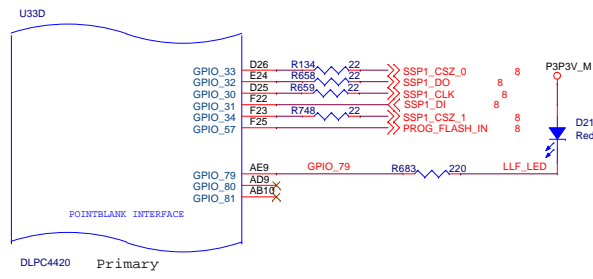 U33D
GPIO_33 D26 R134 22 SSP1_CSZ_0 8
GPIO_32 E24 R658 22 SSP1_DO 8
GPIO_30 D25 R659 22 SSP1_CLK 8
GPIO_31 F22 SSP1_DI 8
GPIO_34 F23 R748 22 SSP1_CSZ_1 8
GPIO_57 F25 PROG_FLASH_IN 8
P3P3V_M
D21
Red
GPIO_79 AE9 GPIO_79 R683 220 LLF_LED
GPIO_80 AD9
GPIO_81 AB10
POINTBLANK INTERFACE
DLPC4420 Primary